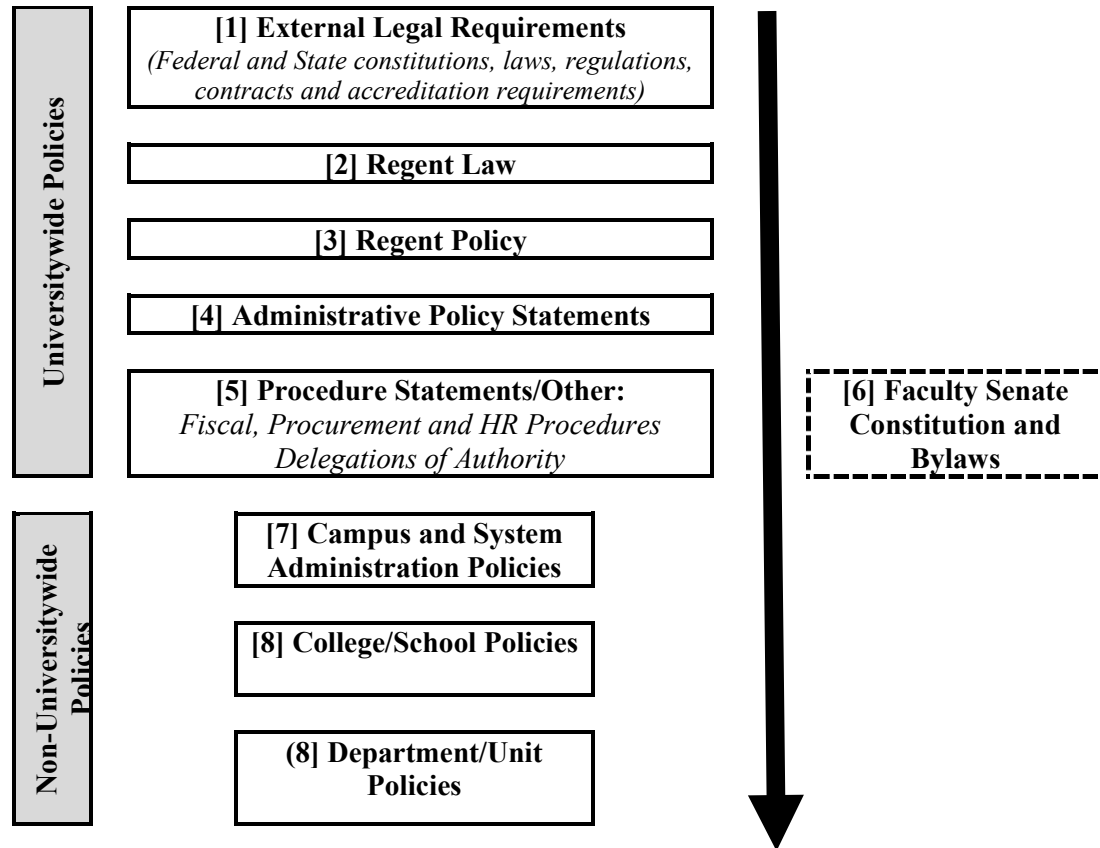 Universitywide Policies
[1] External Legal Requirements
(Federal and State constitutions, laws, regulations,
contracts and accreditation requirements)
[2] Regent Law
[3] Regent Policy
[4] Administrative Policy Statements
[5] Procedure Statements/Other:
Fiscal, Procurement and HR Procedures
Delegations of Authority
[6] Faculty Senate
Constitution and
Bylaws
Non-Universitywide
Policies
[7] Campus and System
Administration Policies
[8] College/School Policies
(8] Department/Unit
Policies